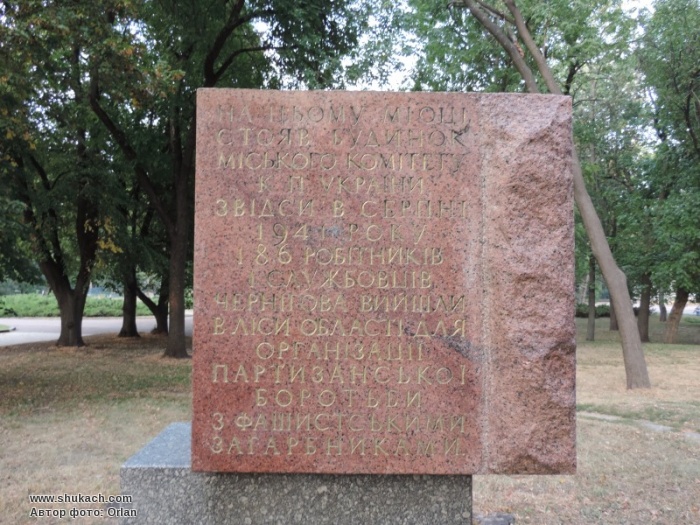 НА ЦЬОМУ МІСЦІ
СТОЯВ БУДИНОК
МІСЬКОГО КОМІТЕТУ
К П УКРАЇНИ
ЗВІДСИ В СЕРПНІ
1941 РОКУ
186 РОБІТНИКІВ
І СЛУЖБОВЦІВ
ЧЕРНІГОВА ВИЙШЛИ
В ЛІСИ ОБЛАСТІ ДЛЯ
ОРГАНІЗАЦІЇ
ПАРТИЗАНСЬКОЇ
БОРОТЬБИ
З ФАШИСТСЬКИМИ
ЗАГАРБНИКАМИ
www.shukach.com
Автор фото: Orlan